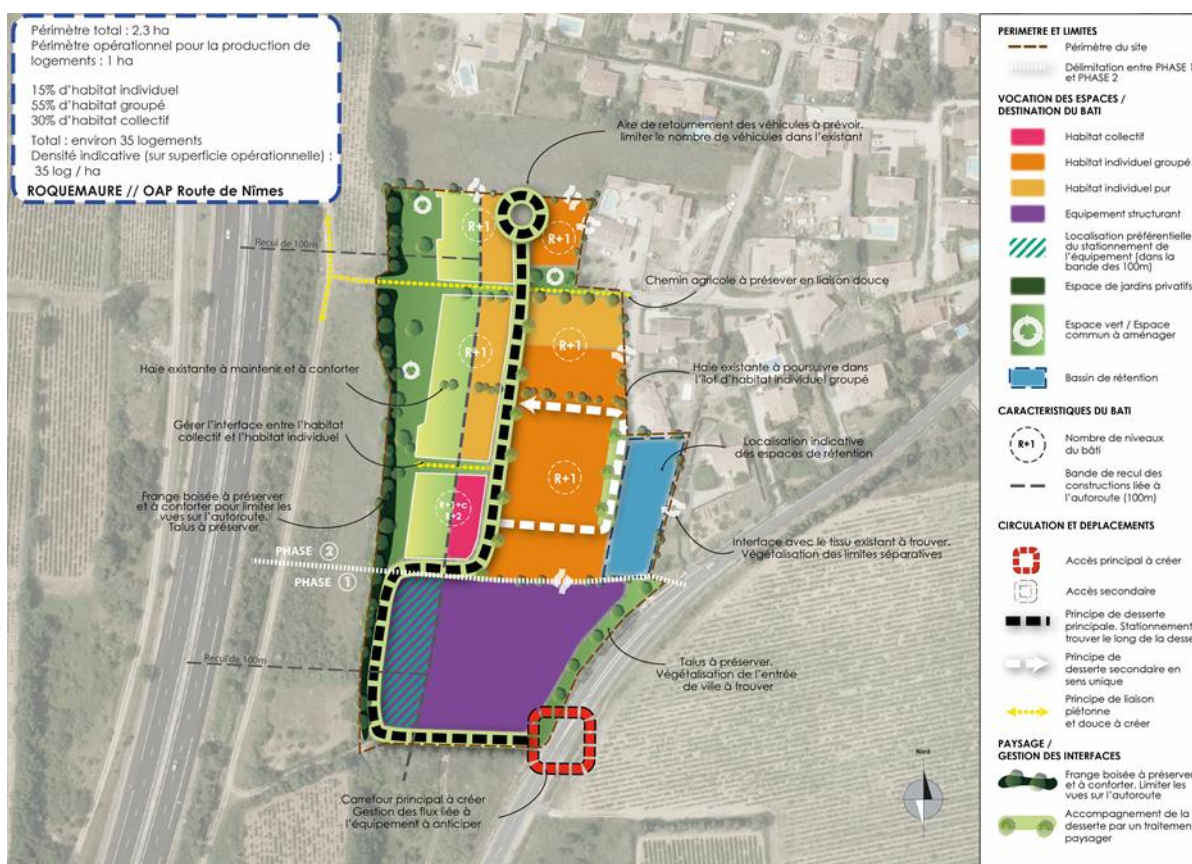 Périmètre total : 2,3 ha
Périmètre opérationnel pour la production de
logements : 1 ha
15% d'habitat individuel
55% d'habitat groupé
30% d'habitat collectif
Total : environ 35 logements
Densité indicative (sur superficie opérationnelle) :
35 log / ha
ROQUEMAURE // OAP Route de Nîmes
Aire de retournement des véhicules à prévoir.
limiter le nombre de véhicules dans l'existant
R+1
R+1
Recul de 100m
Chemin agricole à présever en liaison douce
R+1
R+1
Haie existante à maintenir et à conforter
Haie existante à poursuivre dans
l'îlot d'habitat individuel groupé
Gérer l'interface entre l'habitat
collectif et l'habitat individuel
Localisation indicative
des espaces de rétention
R+1
Frange boisée à préserver
et à conforter pour limiter les
vues sur l'autoroute.
Talus à préserver
R+1+c
R+2
Interface avec le tissu existant à trouver.
Végétalisation des limites séparatives
PHASE 2
PHASE 1
Recul de 100m
Talus à préserver.
Végétalisation de l'entrée
de ville à trouver
Carrefour principal à créer
Gestion des flux liée à
l'équipement à anticiper
Nord
PERIMETRE ET LIMITES
Périmètre du site
Délimitation entre PHASE 1
et PHASE 2
VOCATION DES ESPACES /
DESTINATION DU BATI
Habitat collectif
Habitat individuel groupé
Habitat individuel pur
Equipement structurant
Localisation préférentielle
du stationnement de
l'équipement (dans la
bande des 100m)
Espace de jardins privatifs
Espace vert / Espace
commun à aménager
Bassin de rétention
CARACTERISTIQUES DU BATI
R+1
Nombre de niveaux
du bâti
Bande de recul des
constructions liée à
l'autoroute (100m)
CIRCULATION ET DEPLACEMENTS
Accès principal à créer
Accès secondaire
Principe de desserte
principale. Stationnement
trouver le long de la desse
Principe de
desserte secondaire en
sens unique
Principe de liaison
piétonne
et douce à créer
PAYSAGE /
GESTION DES INTERFACES
Frange boisée à préserver
et à conforter. Limiter les
vues sur l'autoroute
Accompagnement de la
desserte par un traitemen
paysager